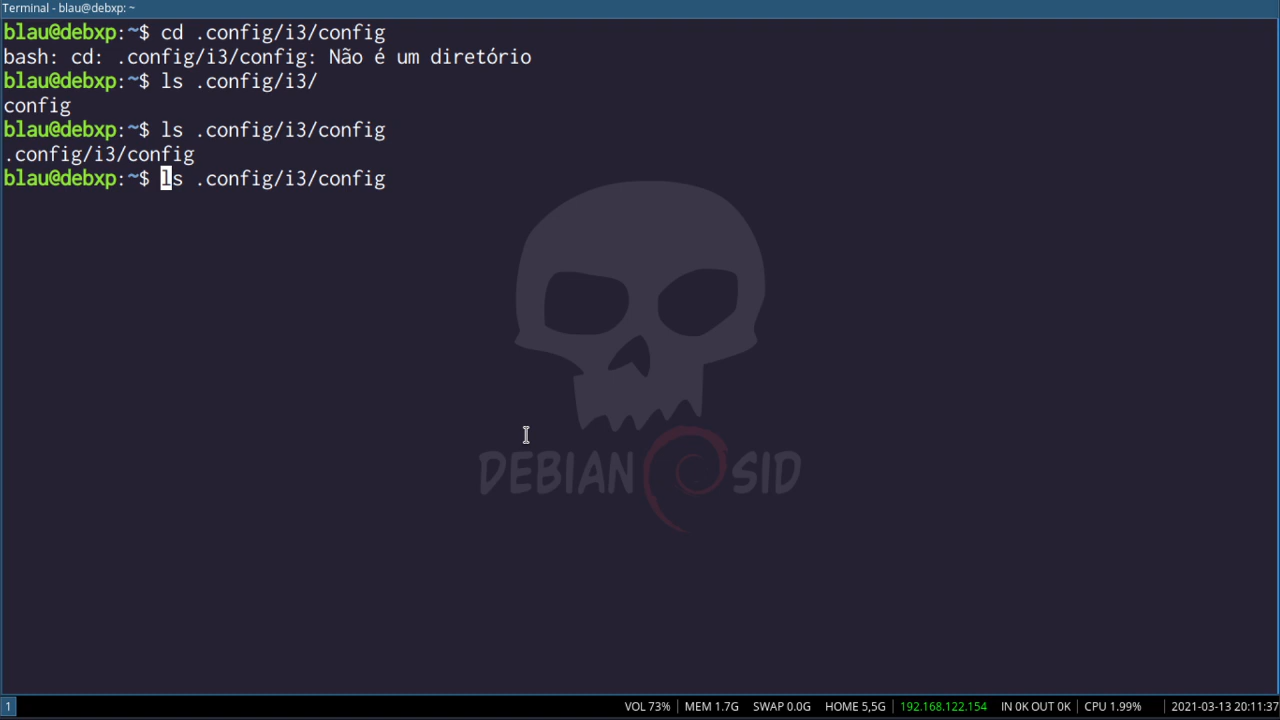 Terminal - blau@debxp: ~
blau@debxp:~$ cd .config/i3/config
bash: cd: .config/i3/config: Não é um diretório
blau@debxp:~$ ls .config/i3/
config
blau@debxp:~$ ls .config/i3/config
.config/i3/config
blau@debxp:~$ ls .config/i3/config
DEBIAN SID
1 VOL 73% MEM 1.7G SWAP 0.0G HOME 5,5G 192.168.122.154 IN 0K OUT 0K CPU 1.99% 2021-03-13 20:11:37